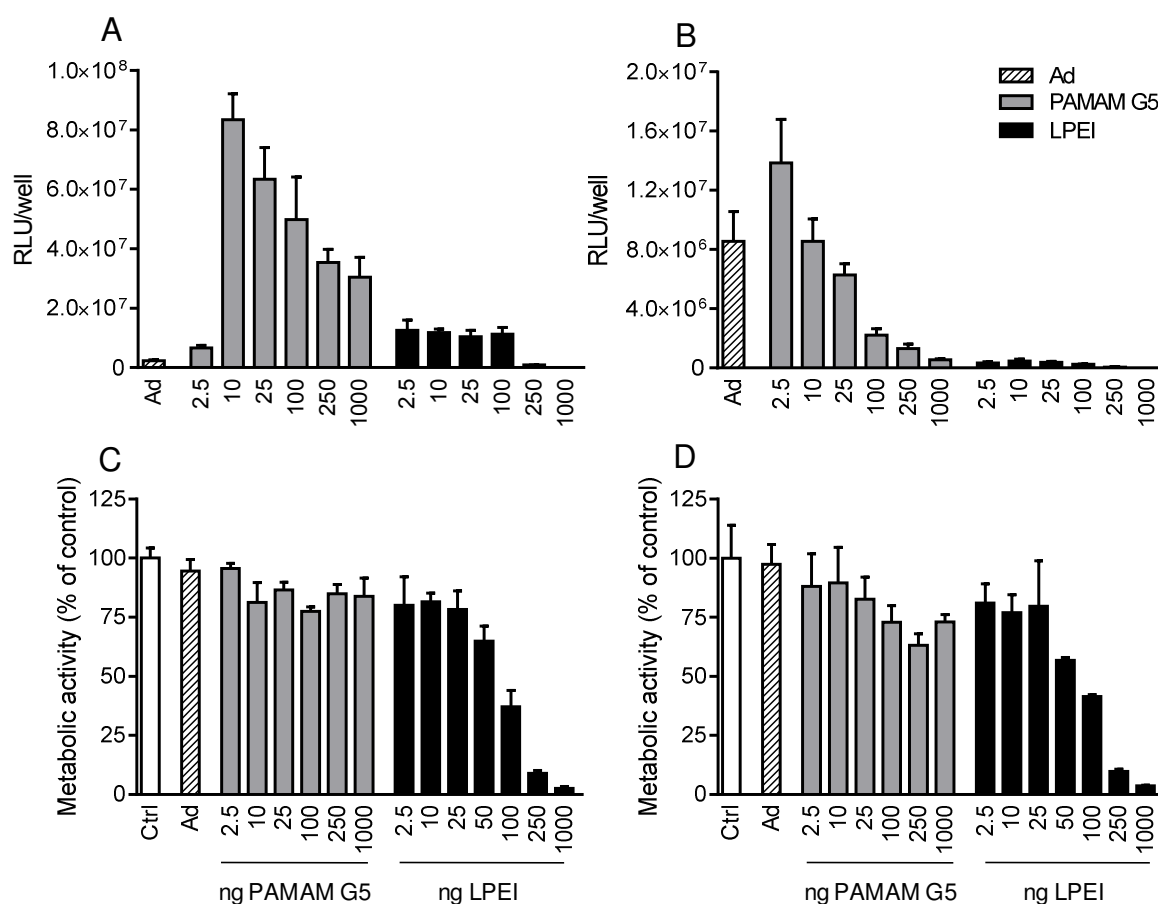 A
RLU/well
1.0×10⁸
8.0×10⁷
6.0×10⁷
4.0×10⁷
2.0×10⁷
0
Ad 2.5 10 25 100 250 1000 2.5 10 25 100 250 1000
B
RLU/well
2.0×10⁷
1.6×10⁷
1.2×10⁷
8.0×10⁶
4.0×10⁶
0
Ad 2.5 10 25 100 250 1000 2.5 10 25 100 250 1000
Ad
PAMAM G5
LPEI
C
Metabolic activity (% of control)
125
100
75
50
25
0
Ctrl Ad 2.5 10 25 100 250 1000 2.5 10 25 50 100 250 1000
ng PAMAM G5 ng LPEI
D
Metabolic activity (% of control)
125
100
75
50
25
0
Ctrl Ad 2.5 10 25 100 250 1000 2.5 10 25 50 100 250 1000
ng PAMAM G5 ng LPEI